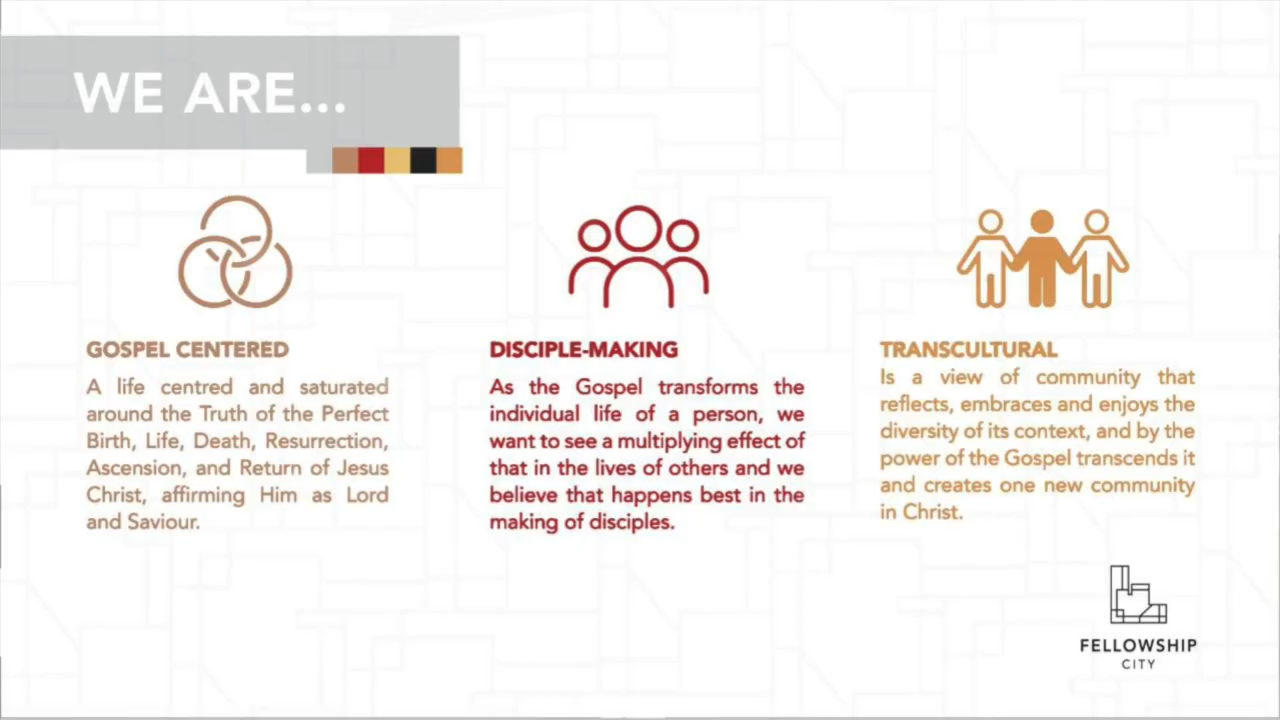 WE ARE...
GOSPEL CENTERED
A life centred and saturated
around the Truth of the Perfect
Birth, Life, Death, Resurrection,
Ascension, and Return of Jesus
Christ, affirming Him as Lord
and Saviour.
DISCIPLE-MAKING
As the Gospel transforms the
individual life of a person, we
want to see a multiplying effect of
that in the lives of others and we
believe that happens best in the
making of disciples.
TRANSCULTURAL
Is a view of community that
reflects, embraces and enjoys the
diversity of its context, and by the
power of the Gospel transcends it
and creates one new community
in Christ.
FELLOWSHIP
CITY